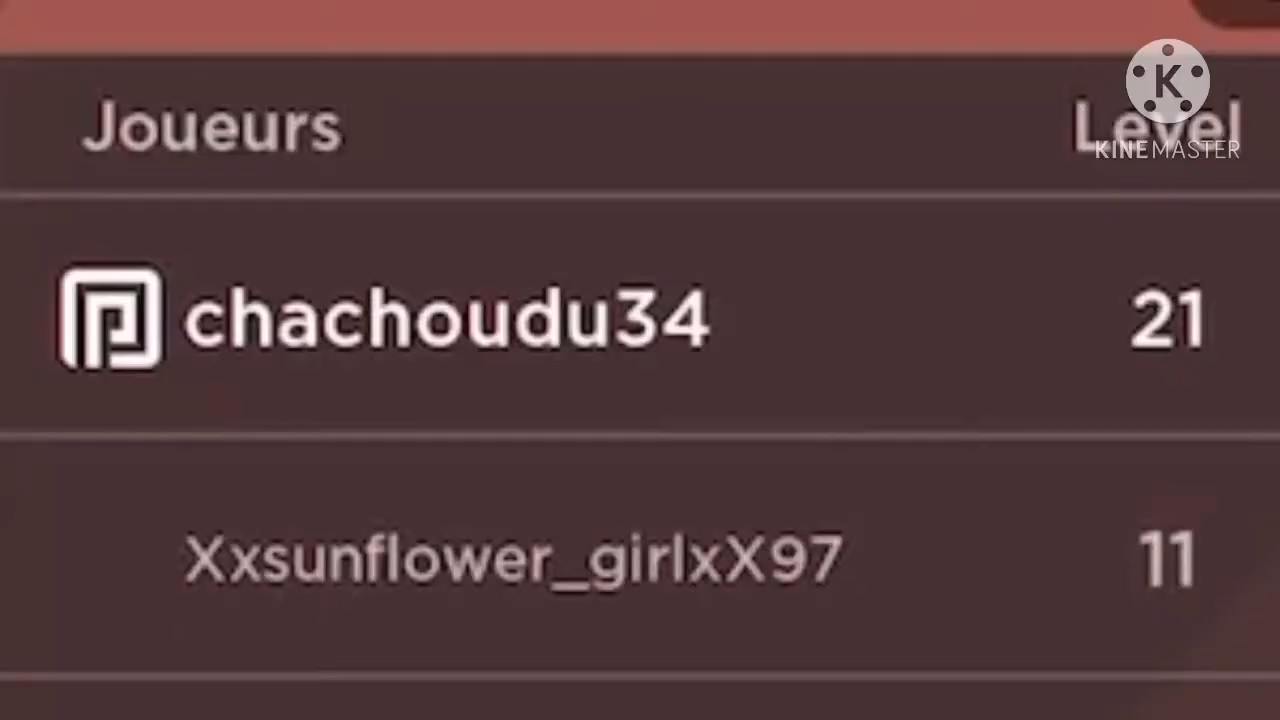 Joueurs Level
K
KINEMASTER
chachoudu34 21
Xxsunflower_girlxX97 11